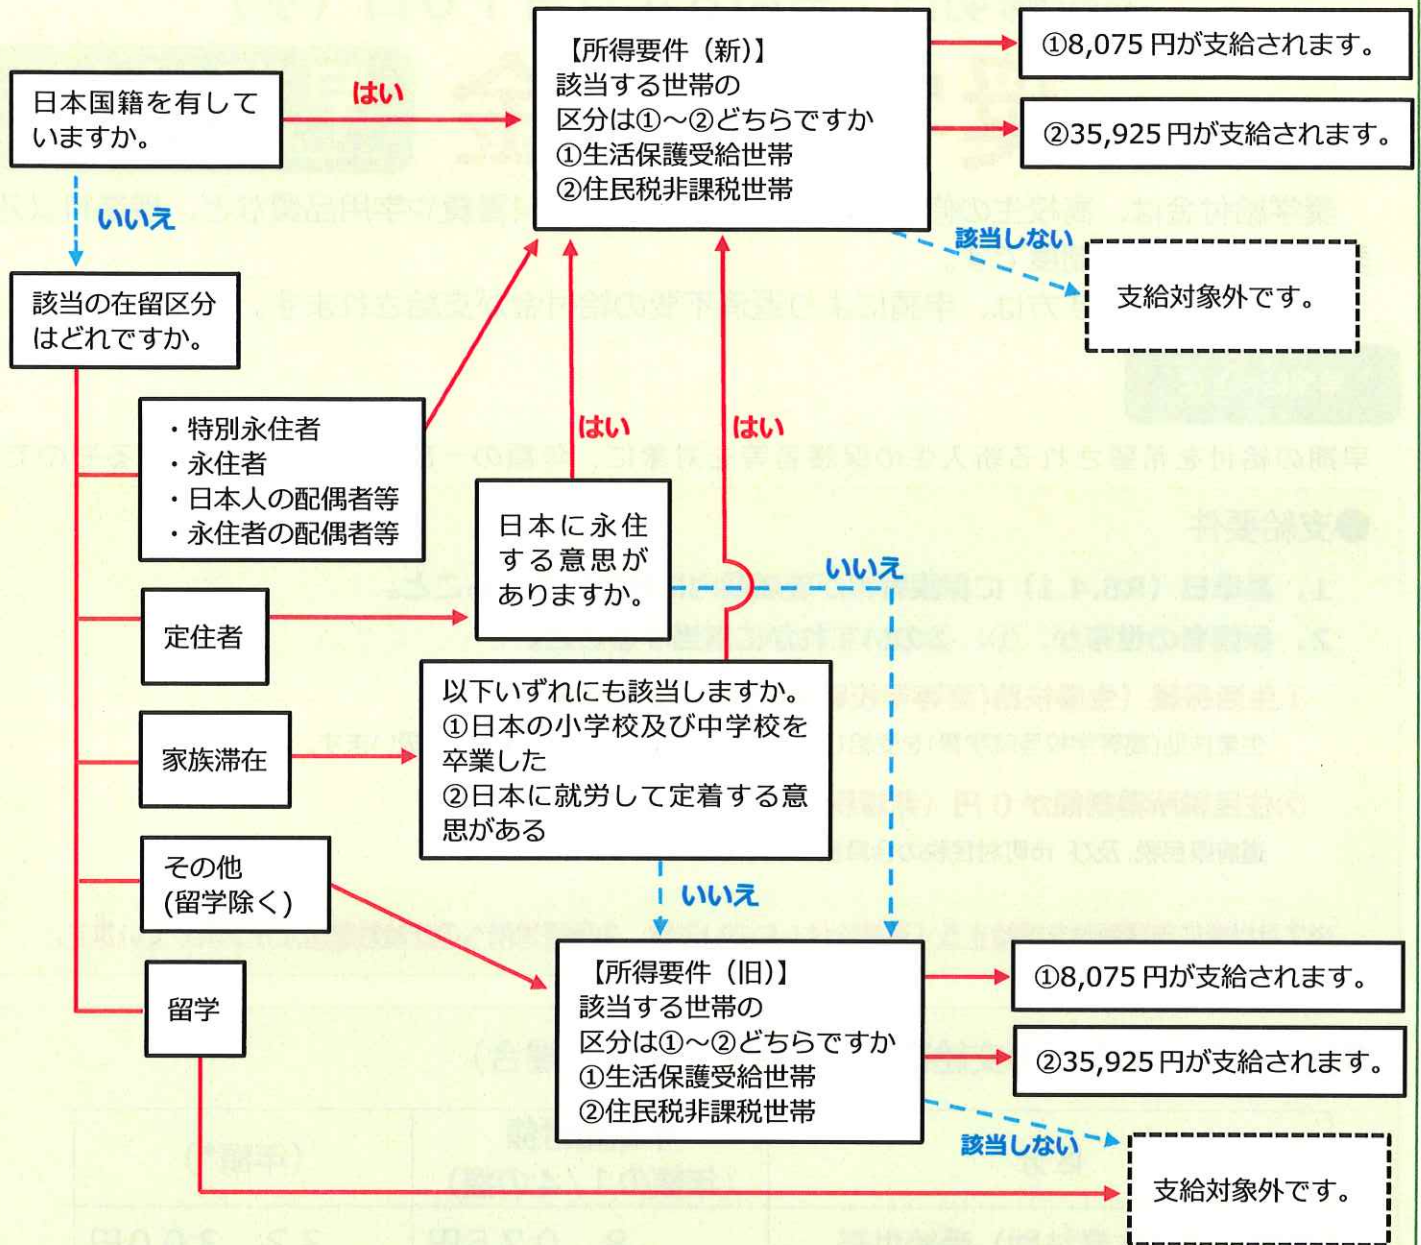 日本国籍を有して
いますか。
はい
いいえ
【所得要件（新）】
該当する世帯の
区分は①～②どちらですか
①生活保護受給世帯
②住民税非課税世帯
①8,075円が支給されます。
②35,925円が支給されます。
該当しない
支給対象外です。
該当の在留区分
はどれですか。
・特別永住者
・永住者
・日本人の配偶者等
・永住者の配偶者等
はい
はい
定住者
日本に永住
する意思が
ありますか。
いいえ
家族滞在
以下いずれにも該当しますか。
①日本の小学校及び中学校を
卒業した
②日本に就労して定着する意
思がある
いいえ
その他
(留学除く)
留学
【所得要件（旧）】
該当する世帯の
区分は①～②どちらですか
①生活保護受給世帯
②住民税非課税世帯
①8,075円が支給されます。
②35,925円が支給されます。
該当しない
支給対象外です。